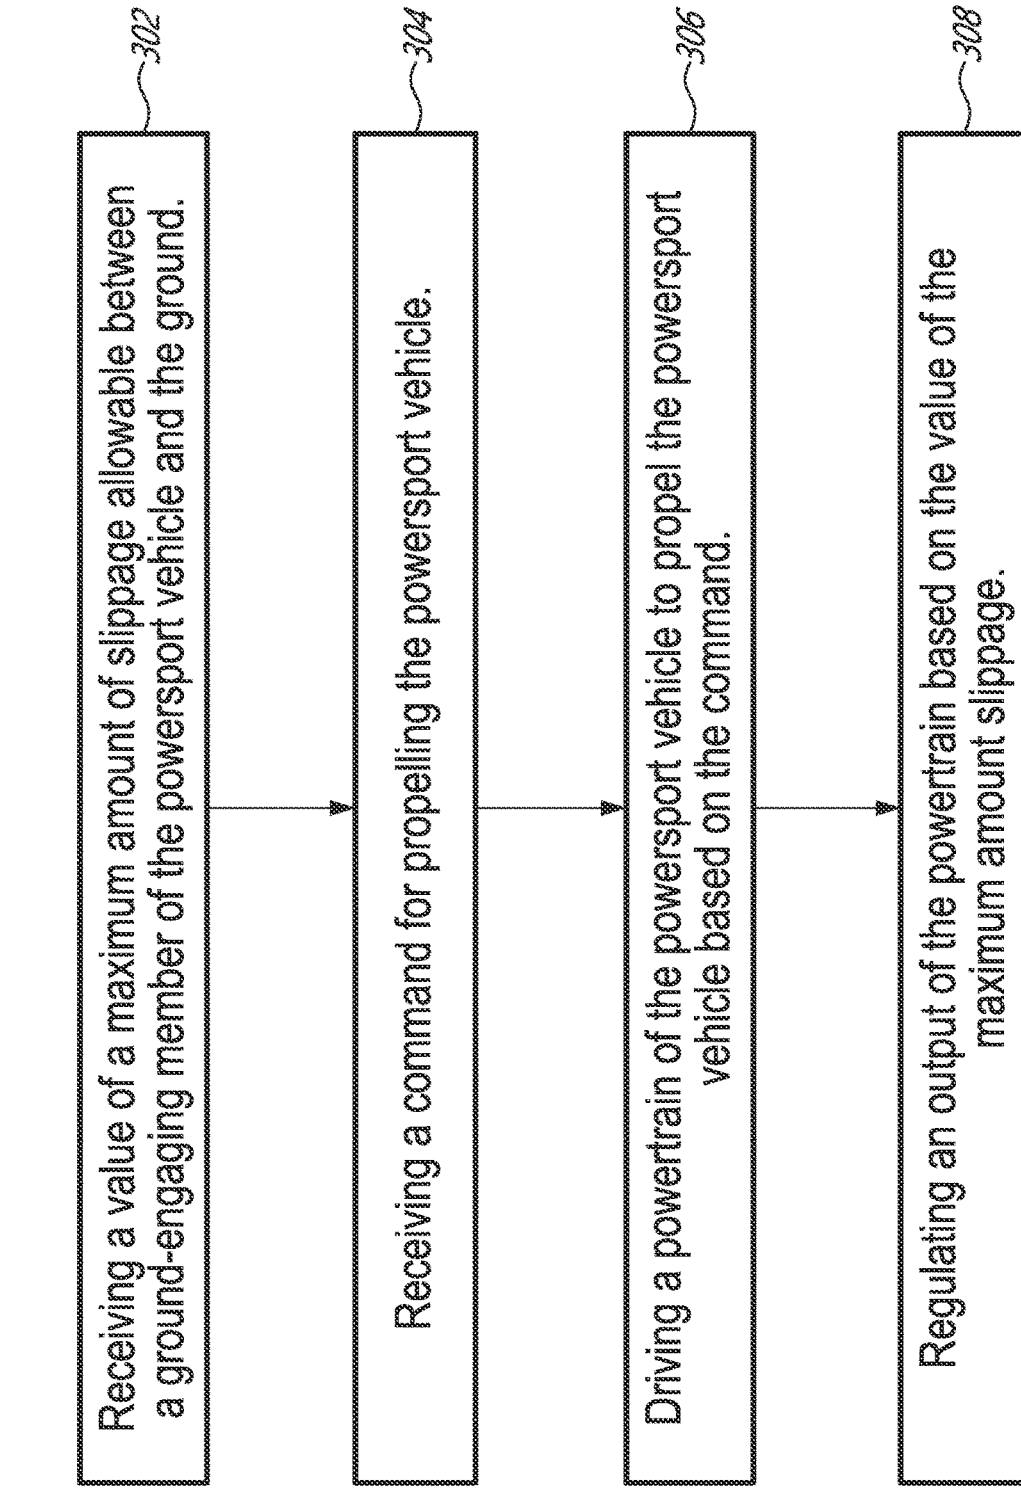 Receiving a value of a maximum amount of slippage allowable between
a ground-engaging member of the powersport vehicle and the ground.
302
Receiving a command for propelling the powersport vehicle.
304
Driving a powertrain of the powersport vehicle to propel the powersport
vehicle based on the command.
306
Regulating an output of the powertrain based on the value of the
maximum amount slippage.
308